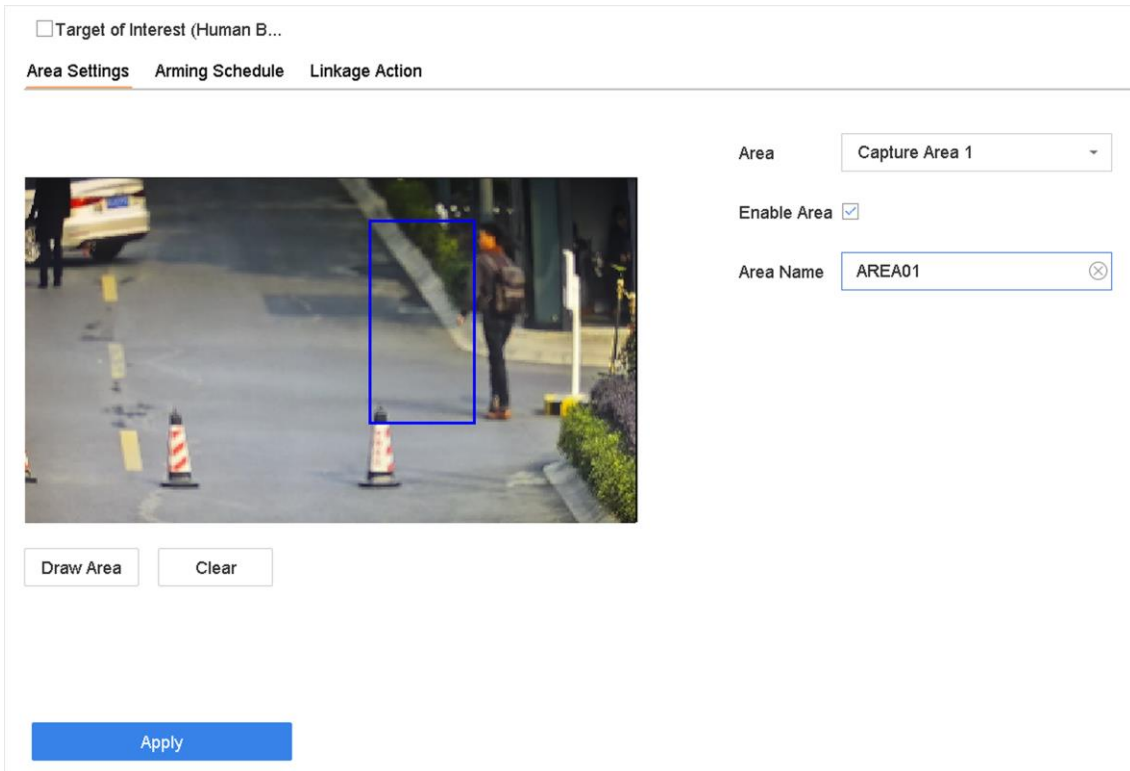 Target of Interest (Human B...
Area Settings Arming Schedule Linkage Action
Area Capture Area 1
Enable Area
Area Name AREA01
Draw Area Clear
Apply